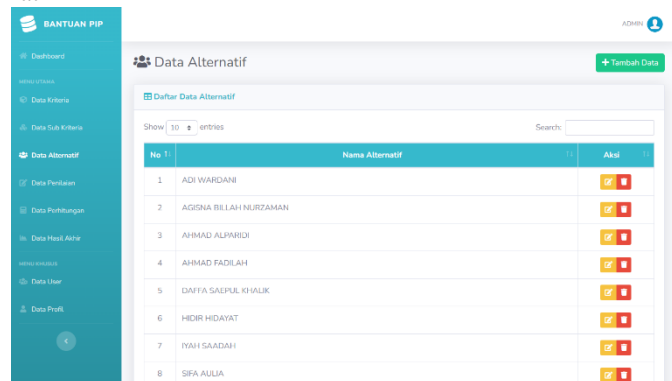 BANTUAN PIP
ADMIN
Dashboard
MENU UTAMA
Data Kriteria
Data Sub Kriteria
Data Alternatif
Data Penilaian
Data Perhitungan
Data Hasil Akhir
MENU KHUSUS
Data User
Data Profil
Data Alternatif
+ Tambah Data
Daftar Data Alternatif
Show 10 entries
Search:
No Nama Alternatif Aksi
1 ADI WARDANI
2 AGISNA BILLAH NURZAMAN
3 AHMAD ALPARIDI
4 AHMAD FADILAH
5 DAFFA SAEPUL KHALIK
6 HIDIR HIDAYAT
7 IYAH SAADAH
8 SIFA AULIA